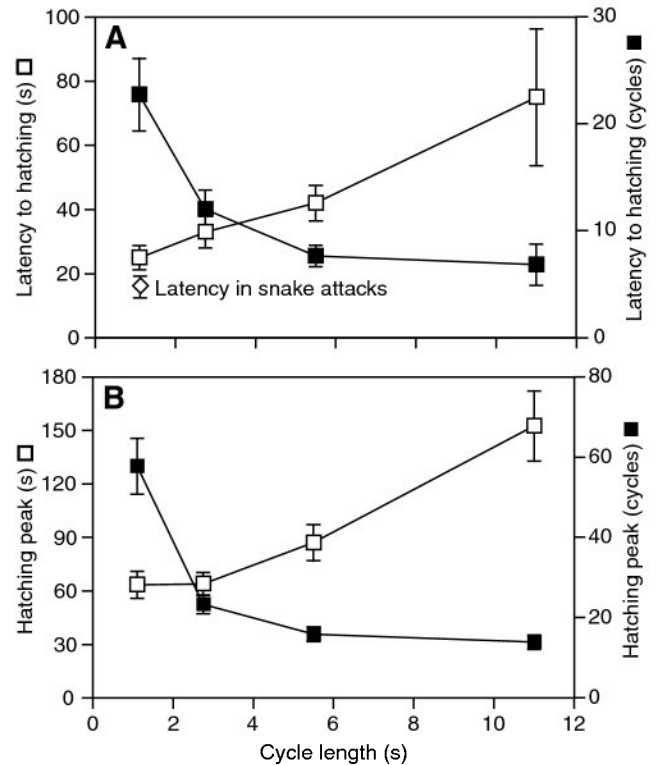 A
100
80
60
40
20
0
Latency to hatching (s)
30
20
10
0
Latency to hatching (cycles)
Latency in snake attacks
B
180
150
120
90
60
30
0
Hatching peak (s)
80
60
40
20
0
Hatching peak (cycles)
0 2 4 6 8 10 12
Cycle length (s)